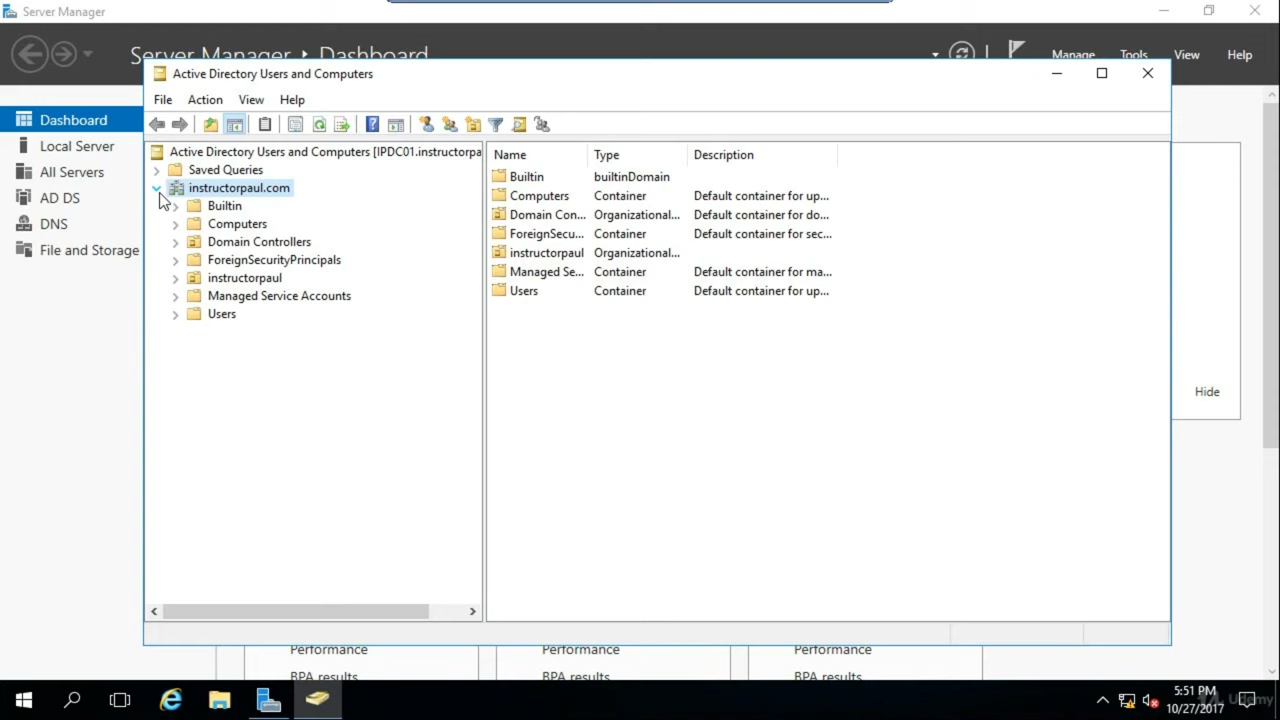 Server Manager
Server Manager • Dashboard
Manage Tools View Help
Dashboard
Local Server
All Servers
AD DS
DNS
File and Storage
Active Directory Users and Computers
File Action View Help
Active Directory Users and Computers [IPDC01.instructorpa
Saved Queries
instructorpaul.com
Builtin
Computers
Domain Controllers
ForeignSecurityPrincipals
instructorpaul
Managed Service Accounts
Users
Name Type Description
Builtin builtinDomain
Computers Container Default container for up...
Domain Con... Organizational... Default container for do...
ForeignSecu... Container Default container for sec...
instructorpaul Organizational...
Managed Se... Container Default container for ma...
Users Container Default container for up...
Hide
Performance Performance Performance
BPA results BPA results BPA results
5:51 PM
10/27/2017
Udemy